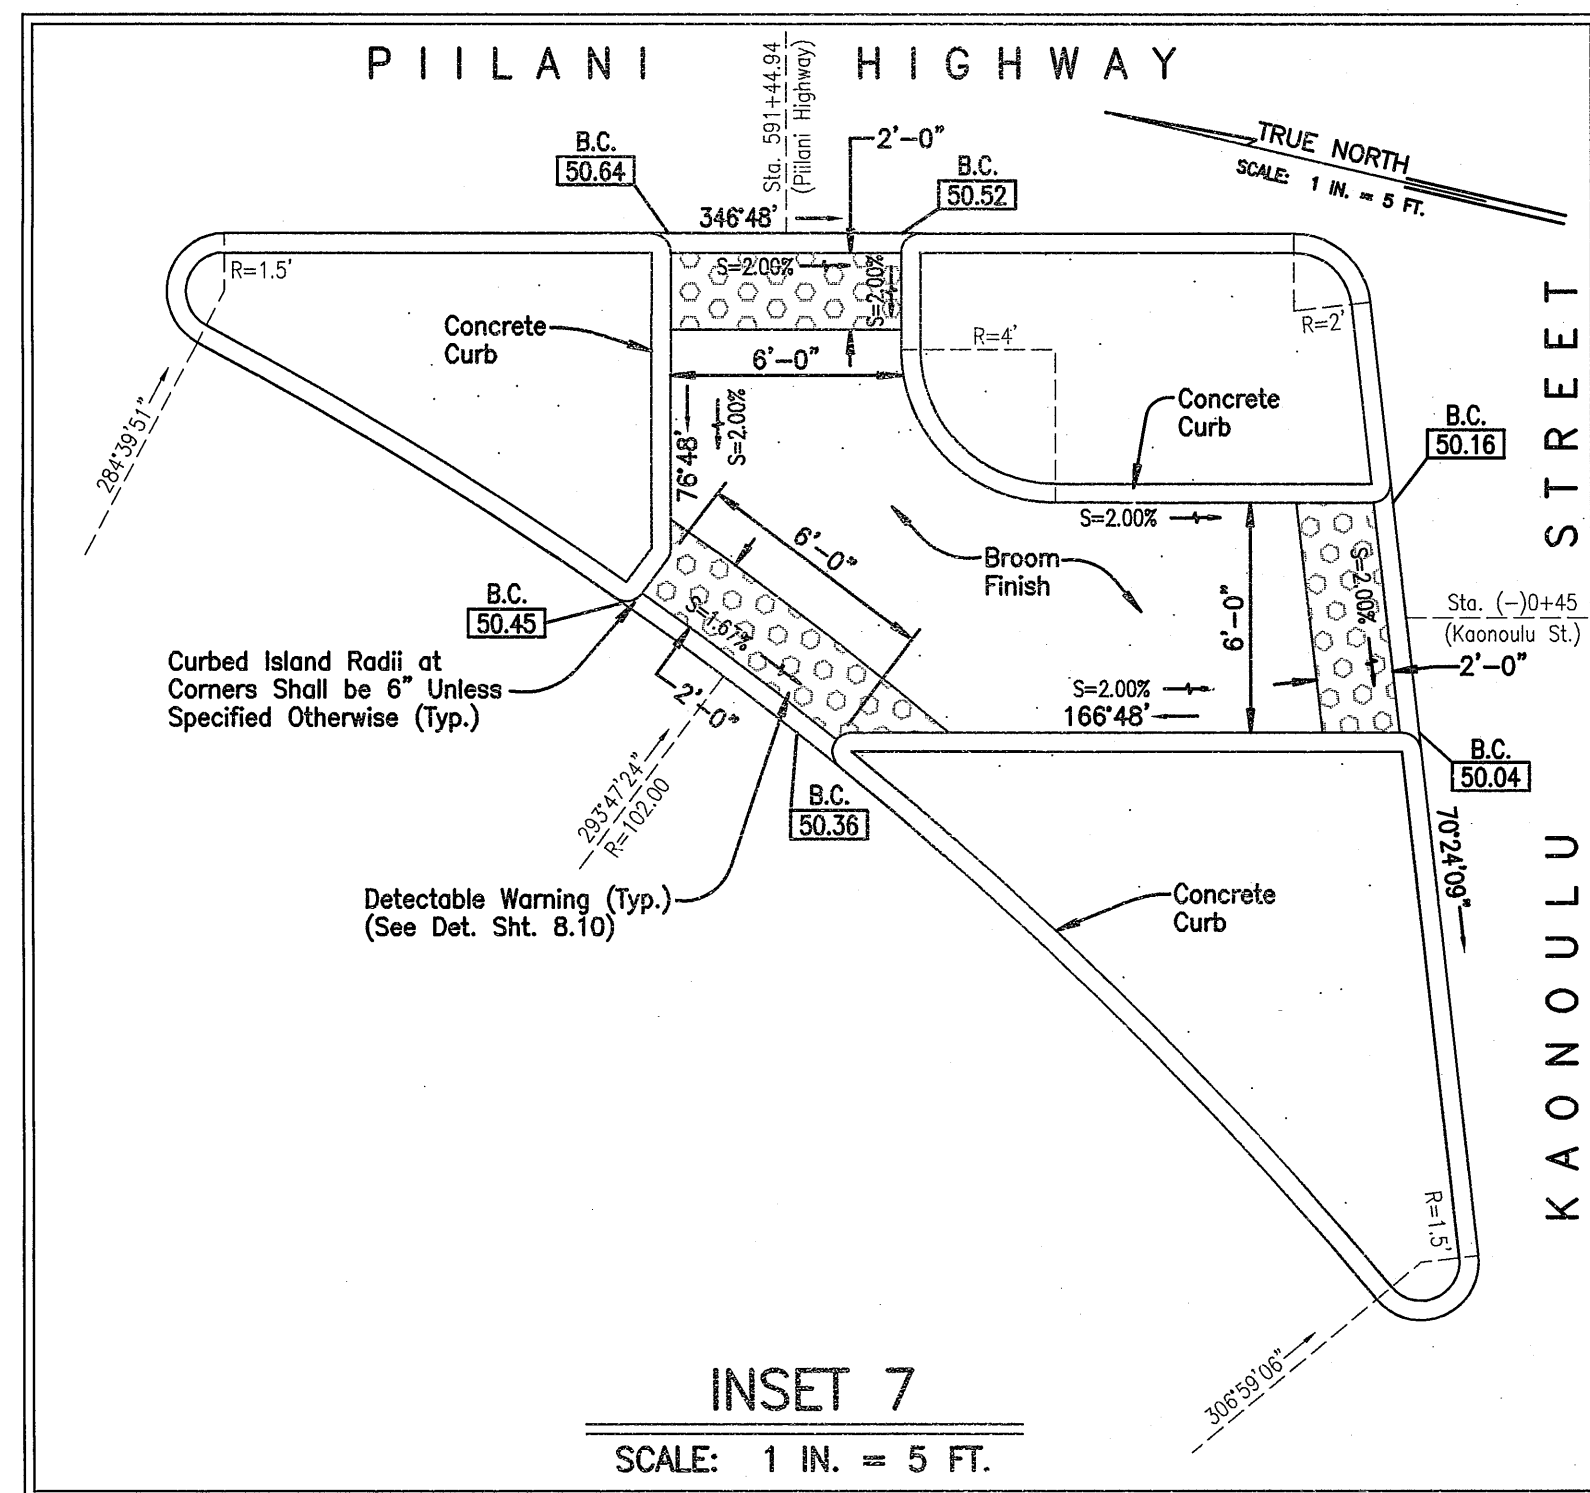 PIILANI HIGHWAY
Sta. 591+44.94
(Piilani Highway)
TRUE NORTH
SCALE: 1 IN. = 5 FT.
B.C.
50.64
2'-0"
B.C.
50.52
346°48'
R=1.5'
S=2.00%
S=2.00%
R=2'
Concrete
Curb
R=4'
6'-0"
S=2.00%
76°48'
Concrete
Curb
B.C.
50.16
284°39'51"
S=2.00%
6'-0"
Broom
Finish
6'-0"
S=2.00%
Sta. (-)0+45
(Kaonoulu St.)
B.C.
50.45
S=1.67%
2'-0"
Curbed Island Radii at
Corners Shall be 6" Unless
Specified Otherwise (Typ.)
2'-0"
S=2.00%
166°48'
B.C.
50.04
293°47'24"
R=102.00
B.C.
50.36
70°24'09"
Detectable Warning (Typ.)
(See Det. Sht. 8.10)
Concrete
Curb
KAONOULU STREET
R=1.5'
306°59'06"
INSET 7
SCALE: 1 IN. = 5 FT.